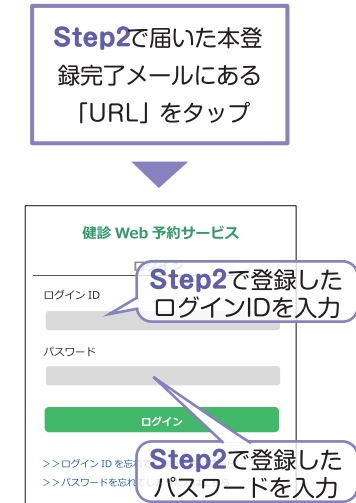 Step2で届いた本登
録完了メールにある
「URL」をタップ
健診 Web 予約サービス
ログイン
ログイン ID
Step2で登録した
ログインIDを入力
パスワード
ログイン
>>ログイン ID を忘れ
Step2で登録した
>>パスワードを忘れ
パスワードを入力